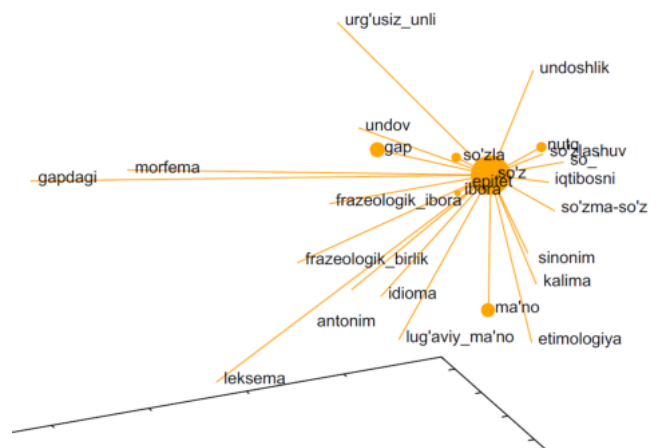 urg'usiz_unli
undoshlik
undov
gap
so'zla
nutq
so'zlashuv
so_
morfema
gapdagi
so'z
epitet
ibora
iqtibosni
frazeologik_ibora
so'zma-so'z
frazeologik_birlik
sinonim
kalima
idioma
ma'no
antonim
lug'aviy_ma'no
etimologiya
leksema